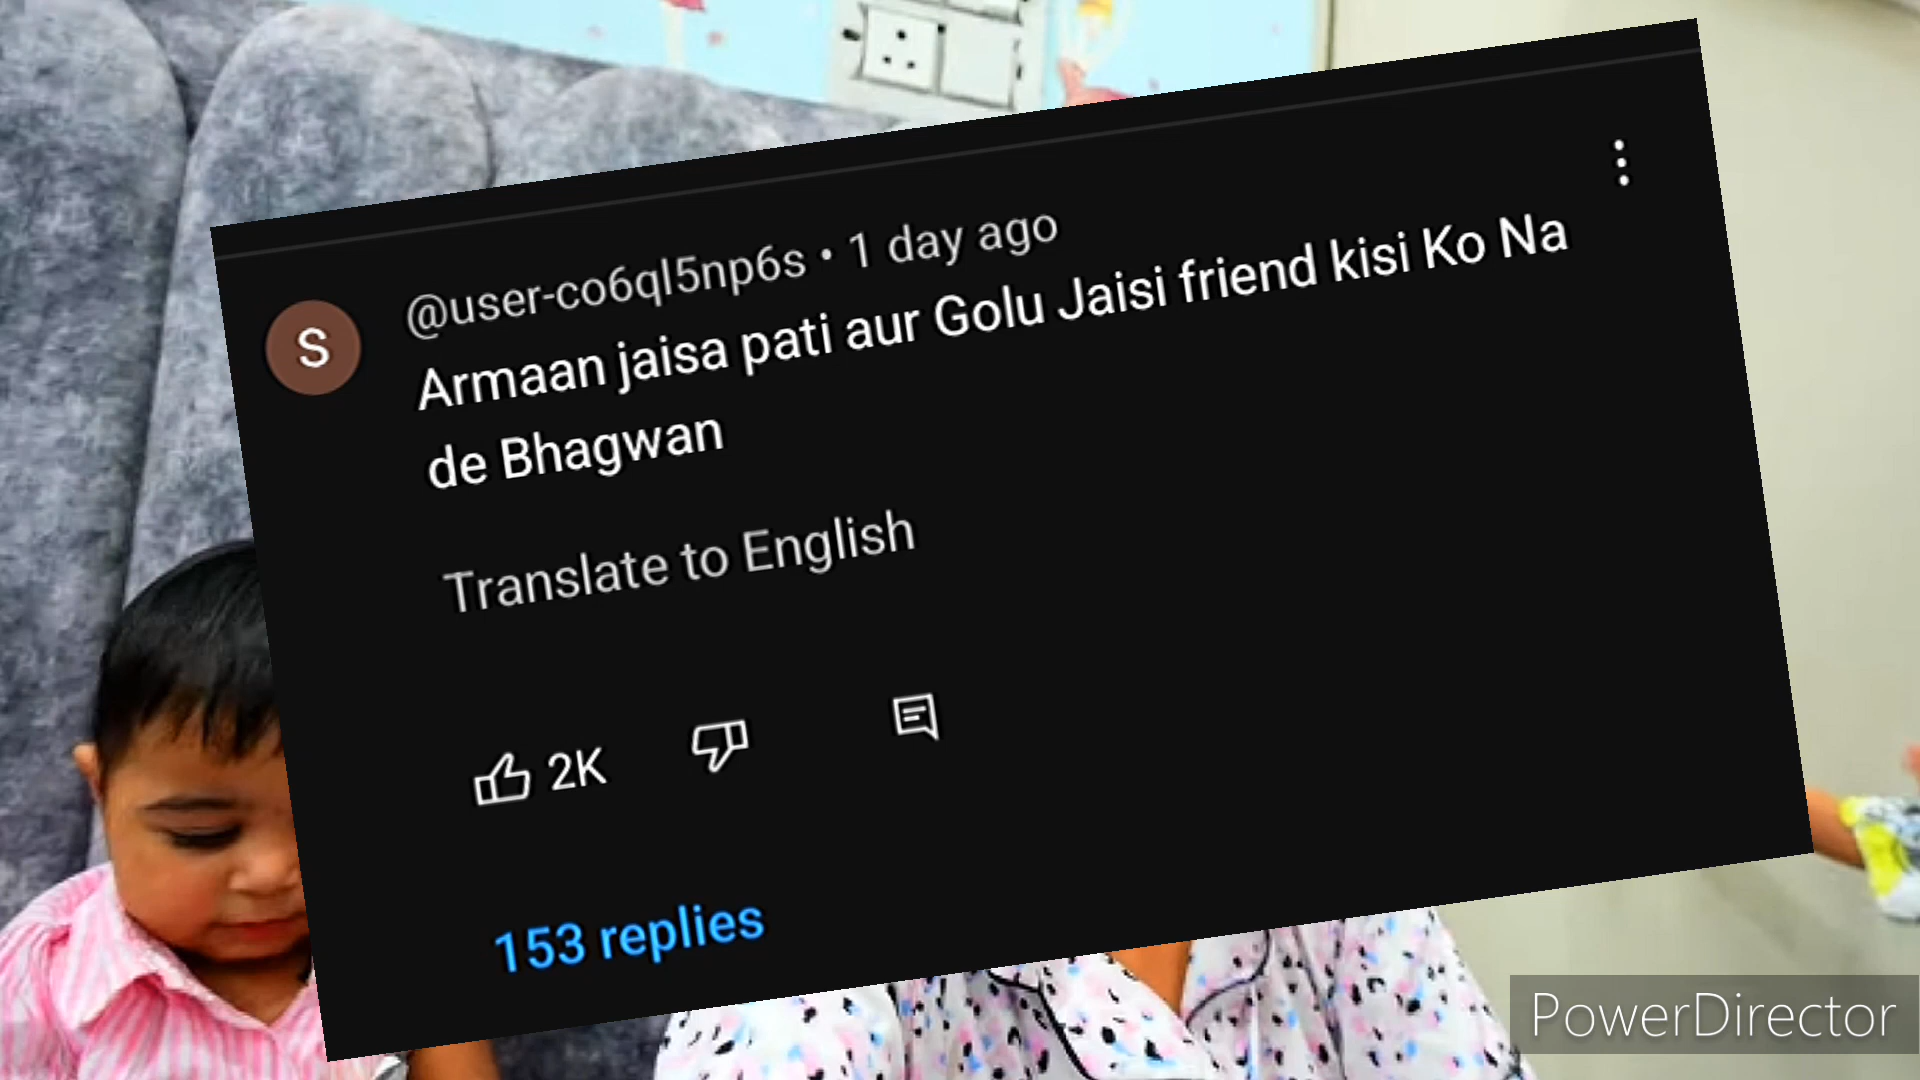 @user-co6ql5np6s • 1 day ago
S
Armaan jaisa pati aur Golu Jaisi friend kisi Ko Na
de Bhagwan
Translate to English
2K
153 replies
PowerDirector